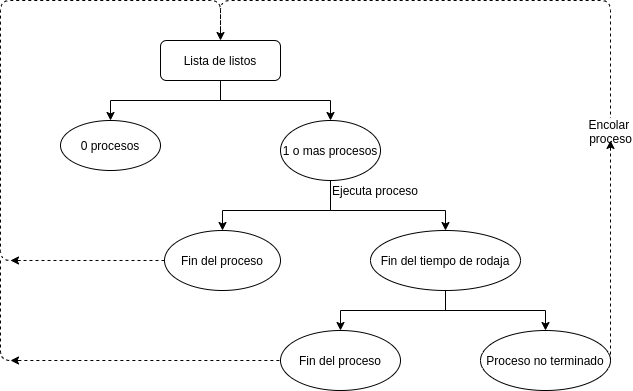 Lista de listos
0 procesos
1 o mas procesos
Encolar
proceso
Ejecuta proceso
Fin del proceso
Fin del tiempo de rodaja
Fin del proceso
Proceso no terminado